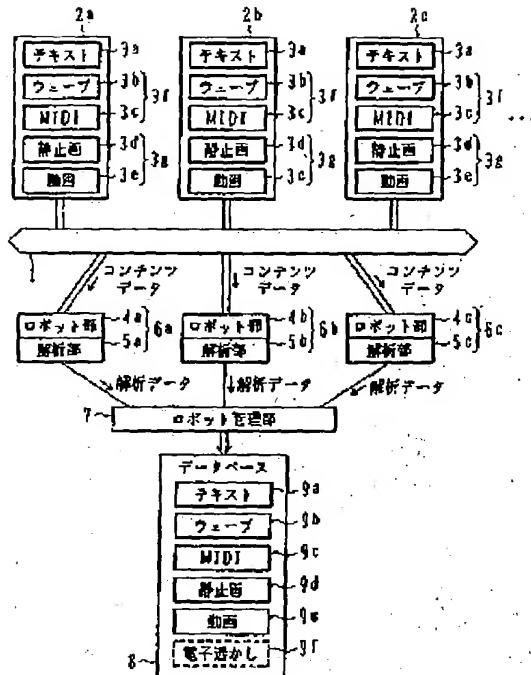 2a 2b 2c
テキスト 3a テキスト 3a テキスト 3a
ウェーブ 3b ウェーブ 3b ウェーブ 3b
3f 3f 3f
MIDI 3c MIDI 3c MIDI 3c
静止画 3d 静止画 3d 静止画 3d
3g 3g 3g
動画 3e 動画 3e 動画 3e
コンテンツ コンテンツ コンテンツ
データ データ データ
ロボット部 4a ロボット部 4b ロボット部 4c
6a 6b 6c
解析部 5a 解析部 5b 解析部 5c
解析データ 解析データ 解析データ
7 ロボット管理部
データベース
テキスト 9a
ウェーブ 9b
MIDI 9c
静止画 9d
動画 9e
8 電子透かし 9f